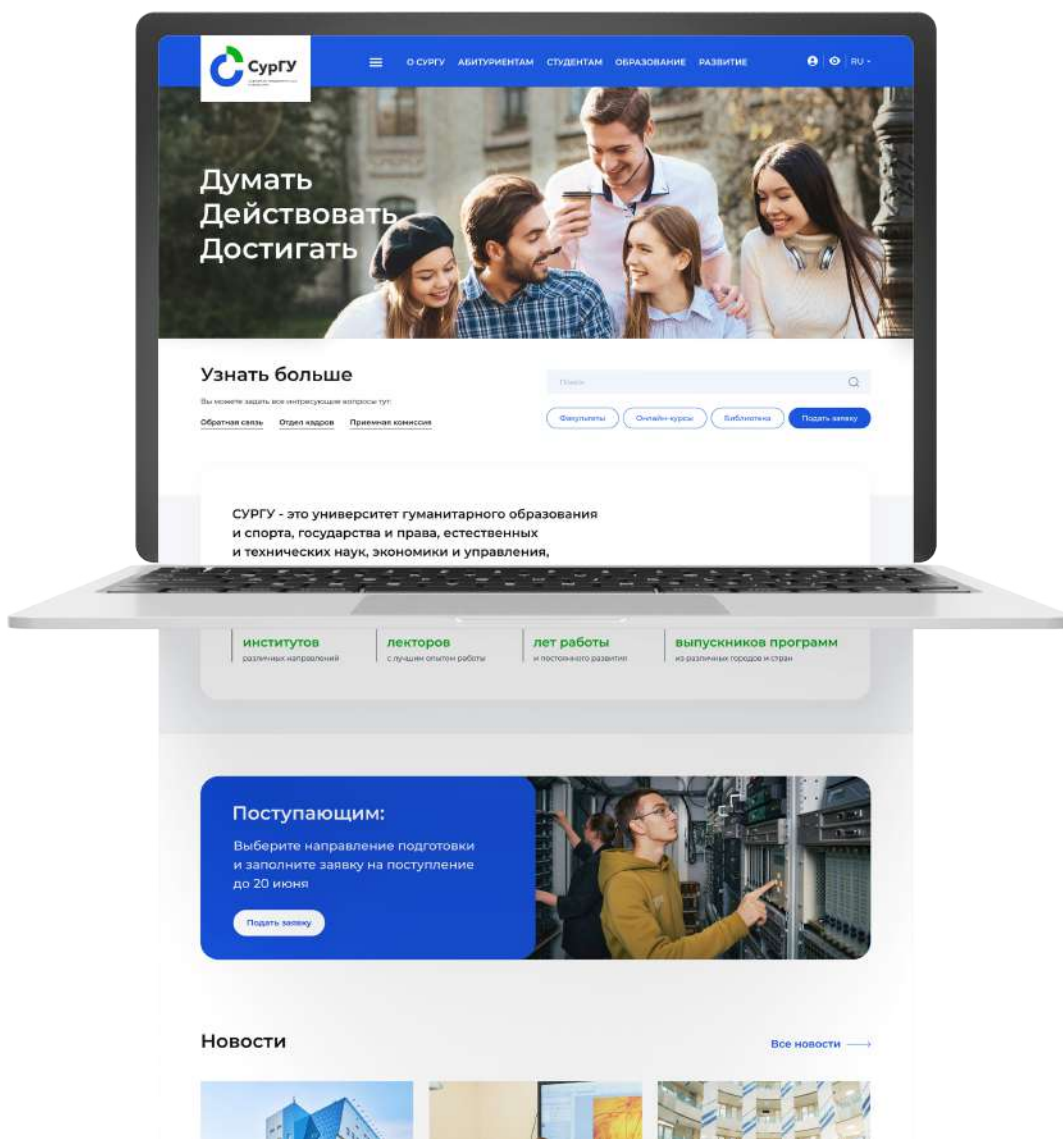 СурГУ
О СУРГУ АБИТУРИЕНТАМ СТУДЕНТАМ ОБРАЗОВАНИЕ РАЗВИТИЕ
RU
Думать
Действовать
Достигать
Узнать больше
Вы можете задать все интересующие вопросы тут:
Обратная связь Отдел кадров Приемная комиссия
Поиск
Факультеты Онлайн-курсы Библиотека Подать заявку
СУРГУ - это университет гуманитарного образования
и спорта, государства и права, естественных
и технических наук, экономики и управления,
институтов лекторов лет работы выпускников программ
различных направлений с лучшим опытом работы и постоянного развития из различных городов и стран
Поступающим:
Выберите направление подготовки
и заполните заявку на поступление
до 20 июня
Подать заявку
Новости
Все новости